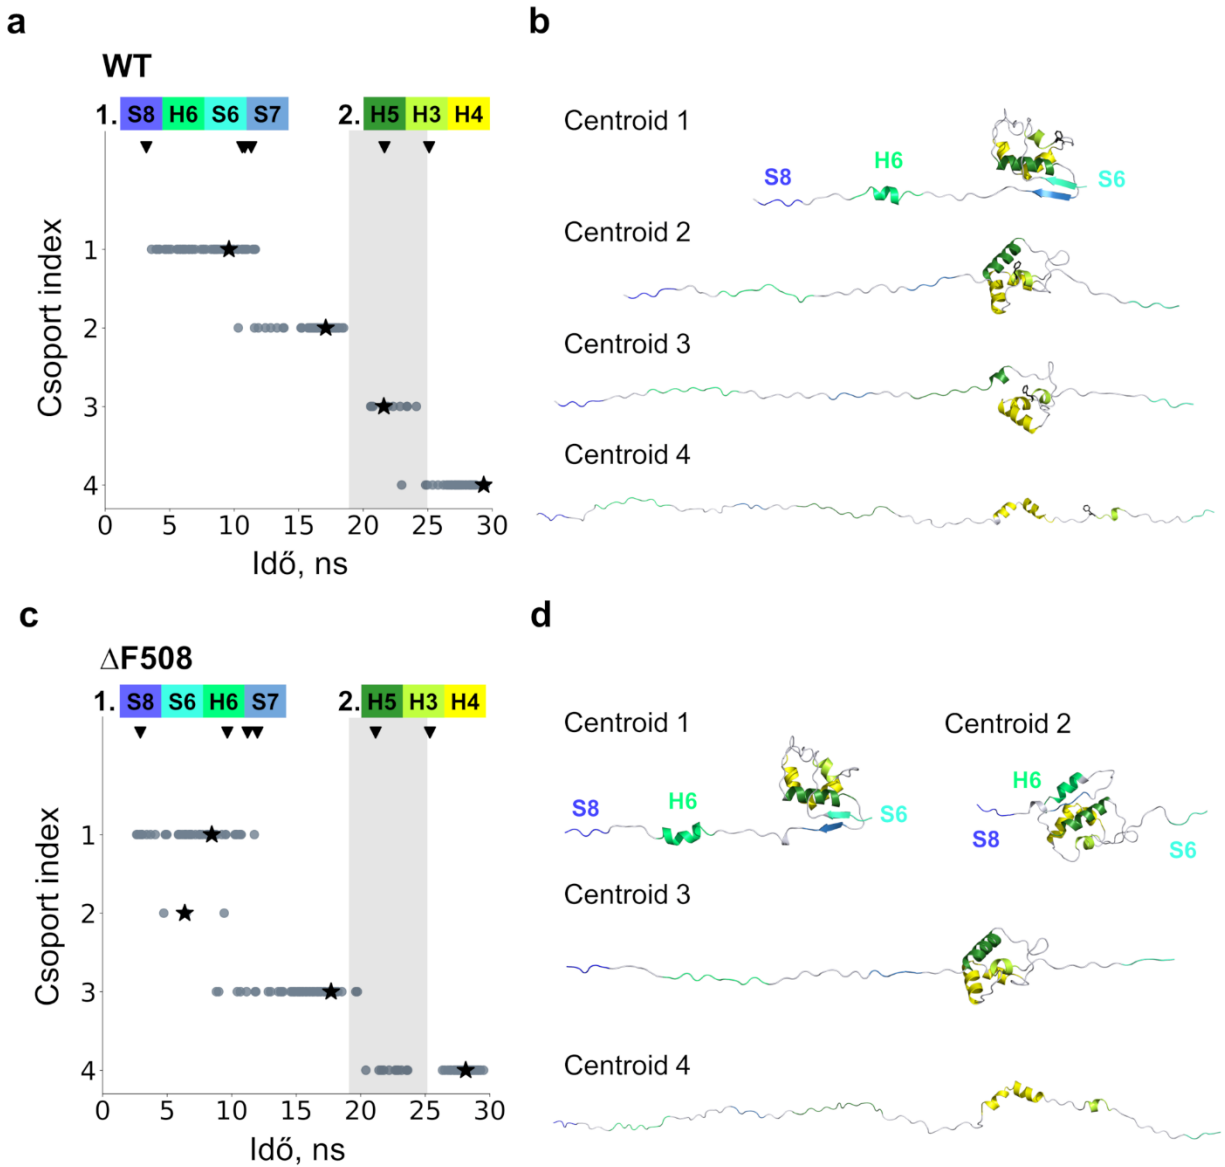 a
WT
1. S8 H6 S6 S7 2. H5 H3 H4
Csoport index
1
2
3
4
0 5 10 15 20 25 30
Idő, ns
b
Centroid 1
S8 H6 S6
Centroid 2
Centroid 3
Centroid 4
c
ΔF508
1. S8 S6 H6 S7 2. H5 H3 H4
Csoport index
1
2
3
4
0 5 10 15 20 25 30
Idő, ns
d
Centroid 1 Centroid 2
S8 H6 S6 S8 H6 S6
Centroid 3
Centroid 4